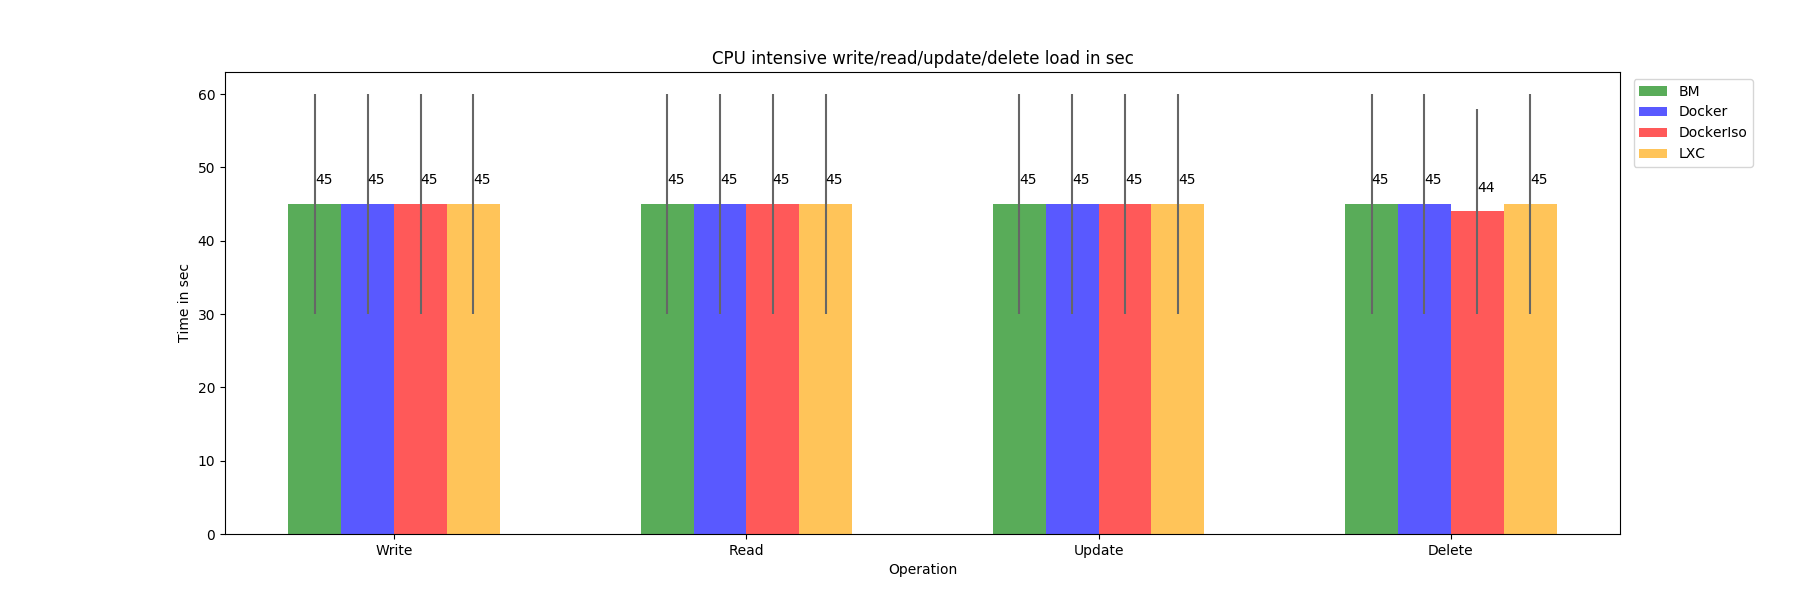 CPU intensive write/read/update/delete load in sec
BM
Docker
DockerIso
LXC
60
50
40
30
20
10
0
Time in sec
45 45 45 45 45 45 45 45 45 45 45 45 45 45 44 45
Write Read Update Delete
Operation